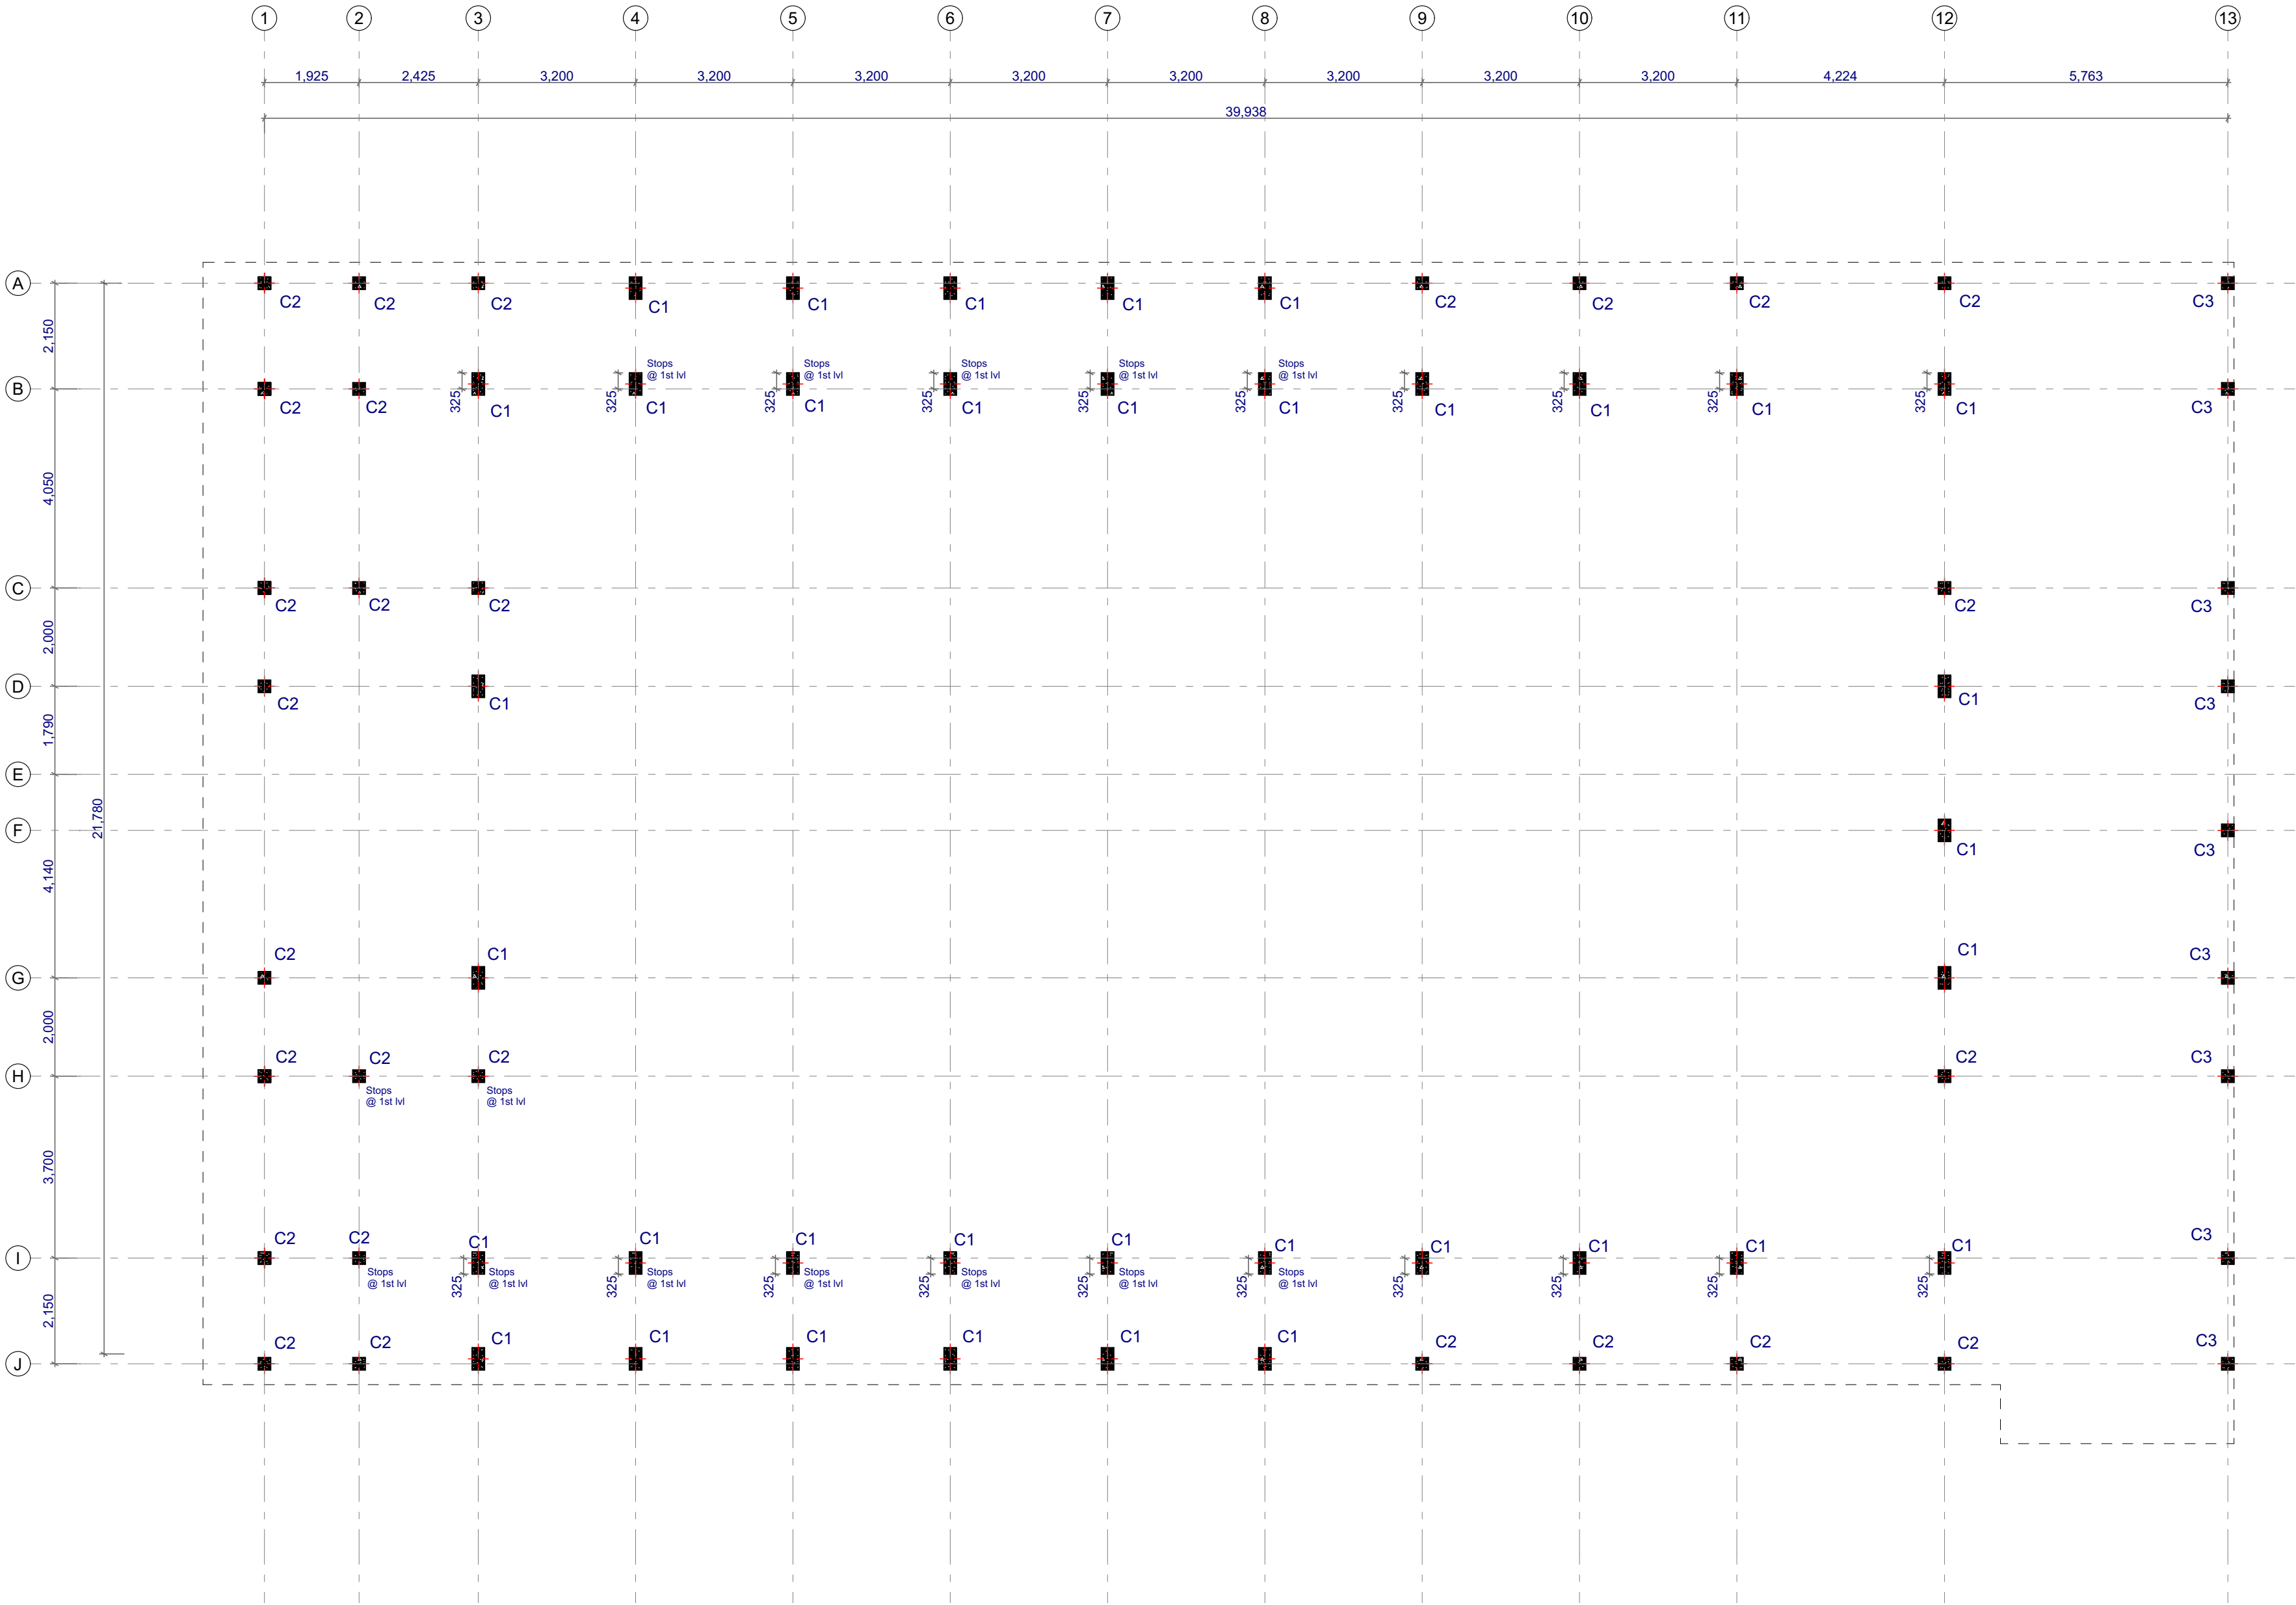 1 2 3 4 5 6 7 8 9 10 11 12 13
1,925 2,425 3,200 3,200 3,200 3,200 3,200 3,200 3,200 3,200 4,224 5,763
39,938
A
C2 C2 C2 C1 C1 C1 C1 C1 C2 C2 C2 C2 C3
2,150
Stops Stops Stops Stops Stops
@ 1st lvl @ 1st lvl @ 1st lvl @ 1st lvl @ 1st lvl
B
325 325 325 325 325 325 325 325 325 325
C2 C2 C1 C1 C1 C1 C1 C1 C1 C1 C1 C1 C3
4,050
C
C2 C2 C2 C2 C3
2,000
D
C2 C1 C1 C3
1,790
E
21,780
F
C1 C3
4,140
C2 C1 C1 C3
G
2,000
C2 C2 C2 C2 C3
H
Stops Stops
@ 1st lvl @ 1st lvl
3,700
C2 C2 C1 C1 C1 C1 C1 C1 C1 C1 C1 C1 C3
I
Stops Stops Stops Stops Stops Stops Stops
@ 1st lvl @ 1st lvl @ 1st lvl @ 1st lvl @ 1st lvl @ 1st lvl @ 1st lvl
325 325 325 325 325 325 325 325 325 325
2,150
C2 C2 C1 C1 C1 C1 C1 C1 C2 C2 C2 C2 C3
J